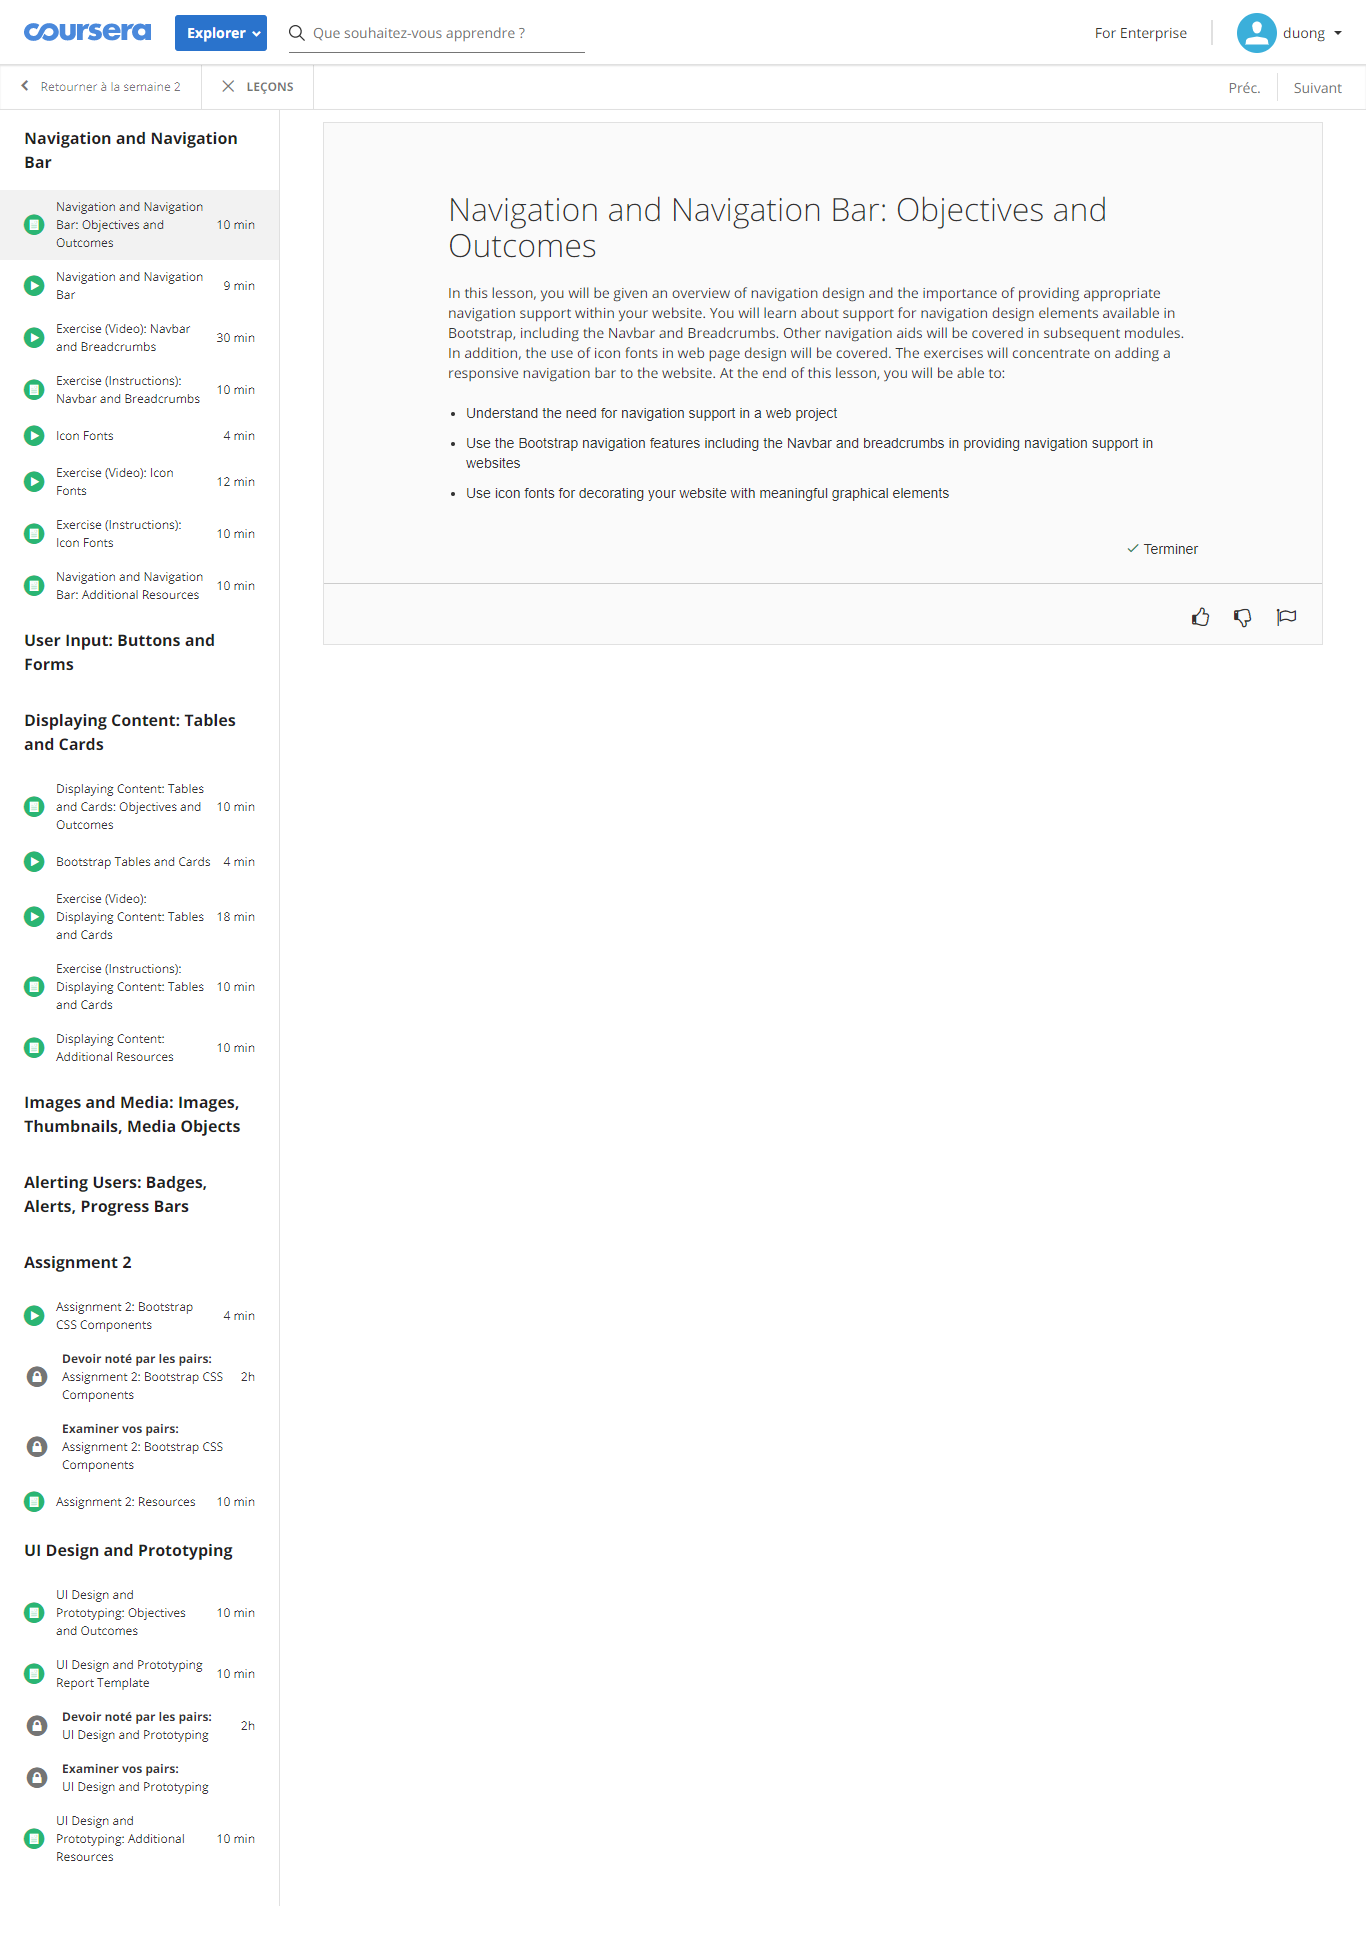 coursera
Explorer
Que souhaitez-vous apprendre ?
For Enterprise
duong
Retourner à la semaine 2
LEÇONS
Préc.
Suivant
Navigation and Navigation
Bar
Navigation and Navigation
Bar: Objectives and
Outcomes
10 min
Navigation and Navigation
Bar
9 min
Exercise (Video): Navbar
and Breadcrumbs
30 min
Exercise (Instructions):
Navbar and Breadcrumbs
10 min
Icon Fonts
4 min
Exercise (Video): Icon
Fonts
12 min
Exercise (Instructions):
Icon Fonts
10 min
Navigation and Navigation
Bar: Additional Resources
10 min
User Input: Buttons and
Forms
Displaying Content: Tables
and Cards
Displaying Content: Tables
and Cards: Objectives and
Outcomes
10 min
Bootstrap Tables and Cards
4 min
Exercise (Video):
Displaying Content: Tables
and Cards
18 min
Exercise (Instructions):
Displaying Content: Tables
and Cards
10 min
Displaying Content:
Additional Resources
10 min
Images and Media: Images,
Thumbnails, Media Objects
Alerting Users: Badges,
Alerts, Progress Bars
Assignment 2
Assignment 2: Bootstrap
CSS Components
4 min
Devoir noté par les pairs:
Assignment 2: Bootstrap CSS
Components
2h
Examiner vos pairs:
Assignment 2: Bootstrap CSS
Components
Assignment 2: Resources
10 min
UI Design and Prototyping
UI Design and
Prototyping: Objectives
and Outcomes
10 min
UI Design and Prototyping
Report Template
10 min
Devoir noté par les pairs:
UI Design and Prototyping
2h
Examiner vos pairs:
UI Design and Prototyping
UI Design and
Prototyping: Additional
Resources
10 min
Navigation and Navigation Bar: Objectives and
Outcomes
In this lesson, you will be given an overview of navigation design and the importance of providing appropriate
navigation support within your website. You will learn about support for navigation design elements available in
Bootstrap, including the Navbar and Breadcrumbs. Other navigation aids will be covered in subsequent modules.
In addition, the use of icon fonts in web page design will be covered. The exercises will concentrate on adding a
responsive navigation bar to the website. At the end of this lesson, you will be able to:
• Understand the need for navigation support in a web project
• Use the Bootstrap navigation features including the Navbar and breadcrumbs in providing navigation support in
websites
• Use icon fonts for decorating your website with meaningful graphical elements
Terminer